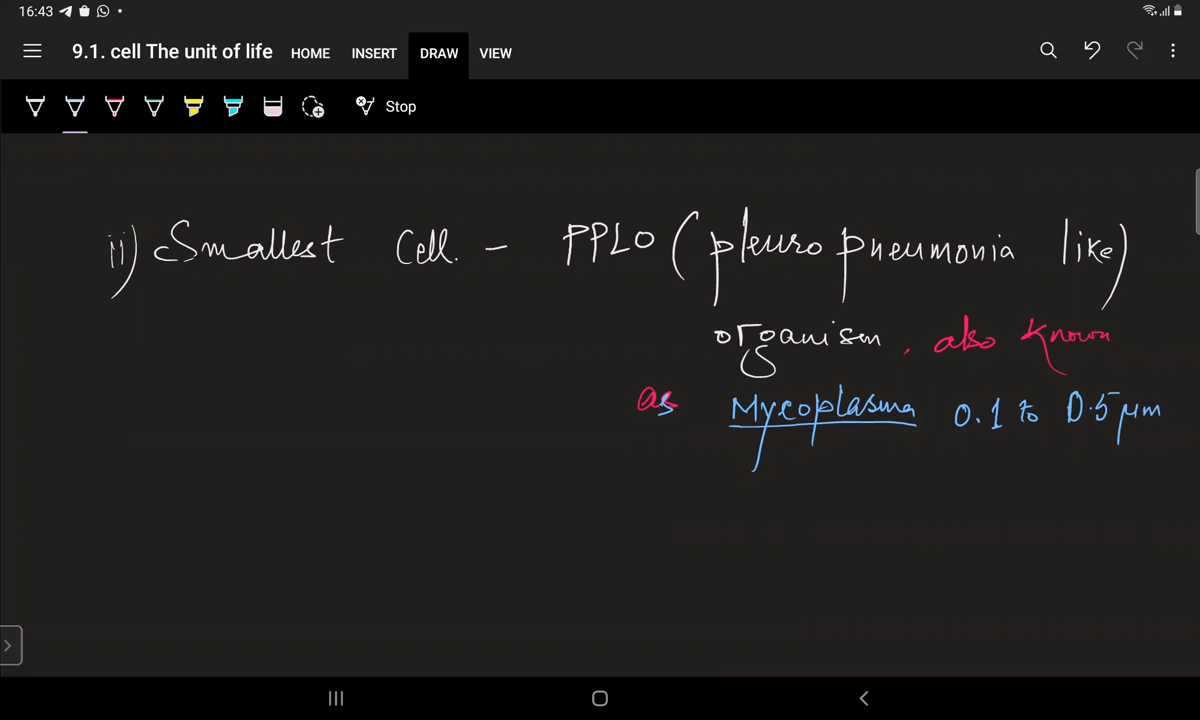 16:43
9.1. cell The unit of life HOME INSERT DRAW VIEW
Stop
ii) Smallest Cell. - PPLO (pleuro pneumonia like)
organism, also known
as Mycoplasma 0.1 to 0.5 μm